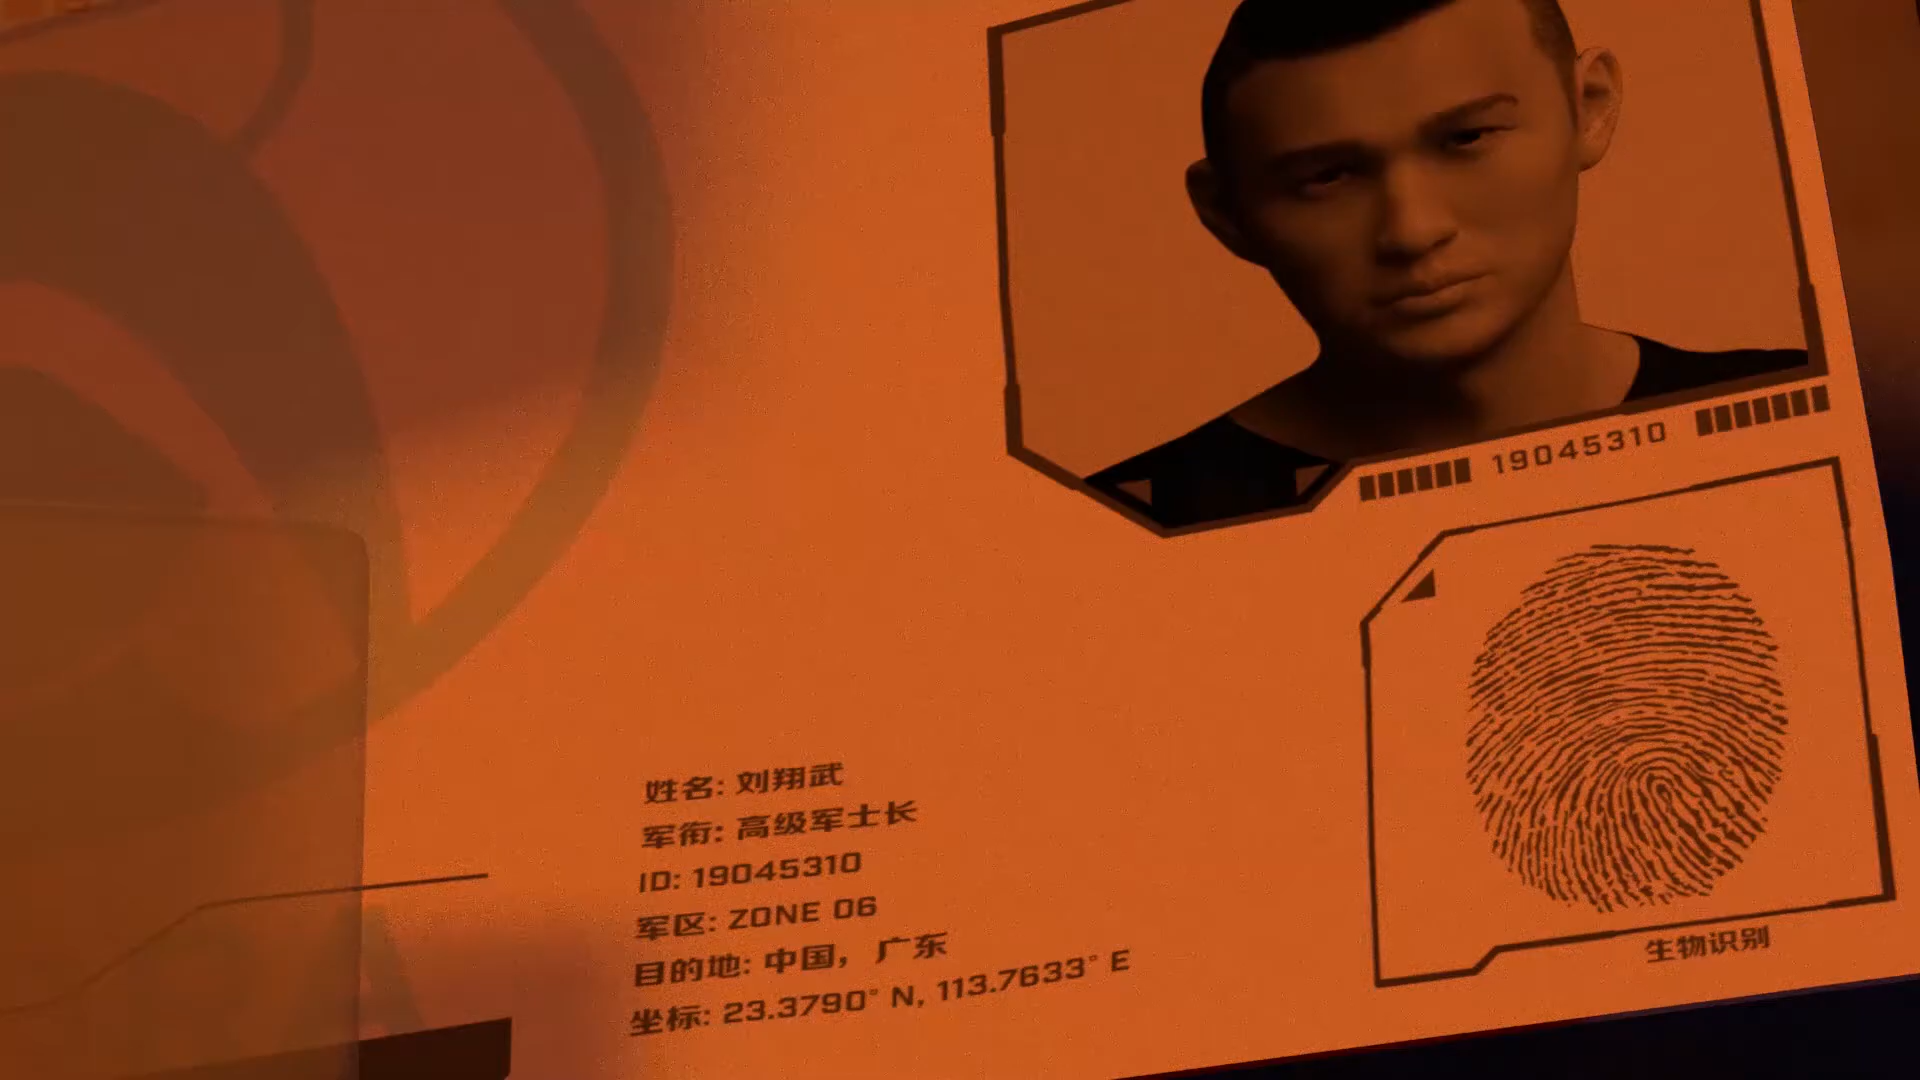 19045310
姓名: 刘翔武
军衔: 高级军士长
ID: 19045310
军区: ZONE 06
目的地: 中国，广东
坐标: 23.3790° N, 113.7633° E
生物识别